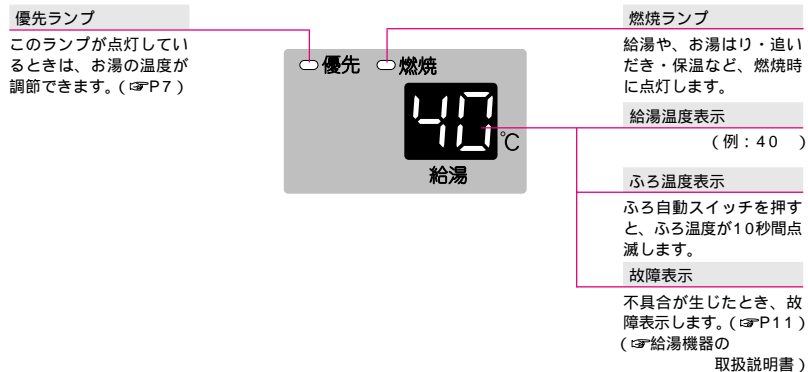 優先ランプ
このランプが点灯してい
るときは、お湯の温度が
調節できます。(☞P7)
優先 燃焼
40℃
給湯
燃焼ランプ
給湯や、お湯はり・追い
だき・保温など、燃焼時
に点灯します。
給湯温度表示
(例:40 )
ふろ温度表示
ふろ自動スイッチを押す
と、ふろ温度が10秒間点
滅します。
故障表示
不具合が生じたとき、故
障表示します。(☞P11)
(☞給湯機器の
取扱説明書)